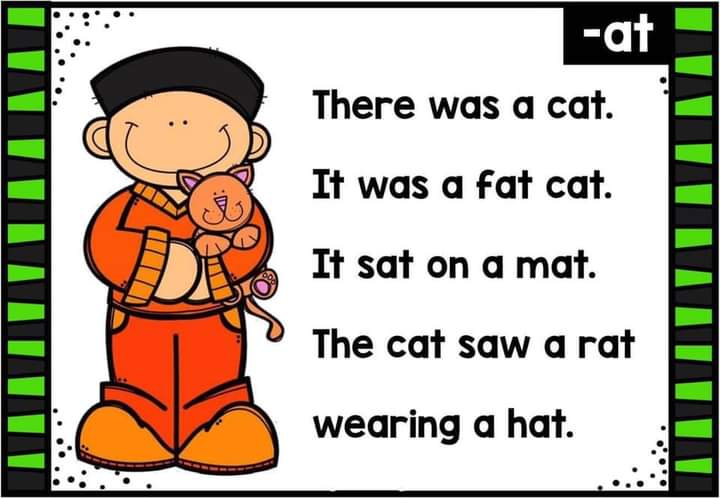 -at
There was a cat.
It was a fat cat.
It sat on a mat.
The cat saw a rat
wearing a hat.